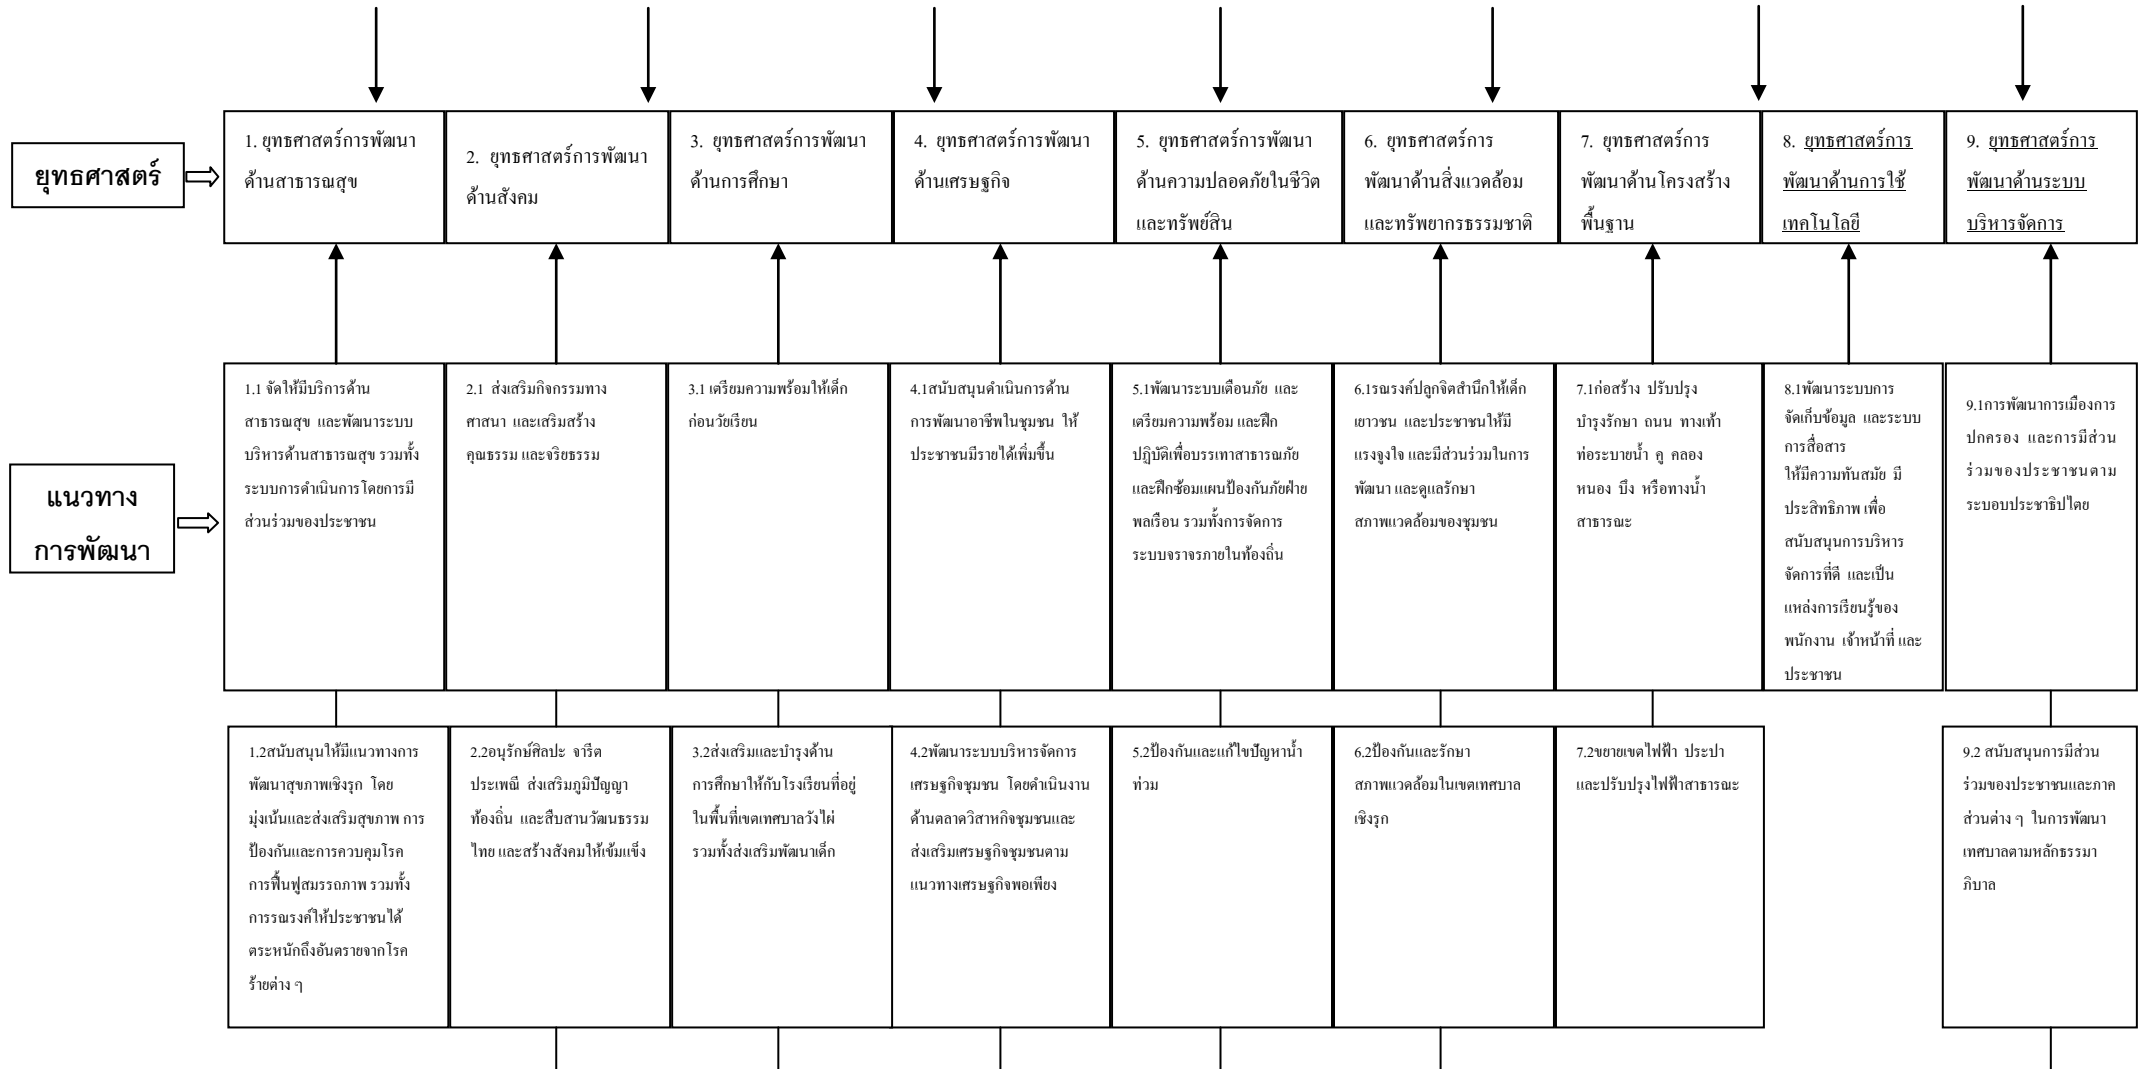 ยุทธศาสตร์
1. ยุทธศาสตร์การพัฒนา
ด้านสาธารณสุข
2. ยุทธศาสตร์การพัฒนา
ด้านสังคม
3. ยุทธศาสตร์การพัฒนา
ด้านการศึกษา
4. ยุทธศาสตร์การพัฒนา
ด้านเศรษฐกิจ
5. ยุทธศาสตร์การพัฒนา
ด้านความปลอดภัยในชีวิต
และทรัพย์สิน
6. ยุทธศาสตร์การ
พัฒนาด้านสิ่งแวดล้อม
และทรัพยากรธรรมชาติ
7. ยุทธศาสตร์การ
พัฒนาด้านโครงสร้าง
พื้นฐาน
8. ยุทธศาสตร์การ
พัฒนาด้านการใช้
เทคโนโลยี
9. ยุทธศาสตร์การ
พัฒนาด้านระบบ
บริหารจัดการ
แนวทาง
การพัฒนา
1.1 จัดให้มีบริการด้าน
สาธารณสุข และพัฒนาระบบ
บริหารด้านสาธารณสุข รวมทั้ง
ระบบการดำเนินการโดยการมี
ส่วนร่วมของประชาชน
2.1 ส่งเสริมกิจกรรมทาง
ศาสนา และเสริมสร้าง
คุณธรรม และจริยธรรม
3.1 เตรียมความพร้อมให้เด็ก
ก่อนวัยเรียน
4.1สนับสนุนดำเนินการด้าน
การพัฒนาอาชีพในชุมชน ให้
ประชาชนมีรายได้เพิ่มขึ้น
5.1พัฒนาระบบเตือนภัย และ
เตรียมความพร้อม และฝึก
ปฏิบัติเพื่อบรรเทาสาธารณภัย
และฝึกซ้อมแผนป้องกันภัยฝ่าย
พลเรือน รวมทั้งการจัดการ
ระบบจราจรภายในท้องถิ่น
6.1รณรงค์ปลูกจิตสำนึกให้เด็ก
เยาวชน และประชาชนให้มี
แรงจูงใจ และมีส่วนร่วมในการ
พัฒนา และดูแลรักษา
สภาพแวดล้อมของชุมชน
7.1ก่อสร้าง ปรับปรุง
บำรุงรักษา ถนน ทางเท้า
ท่อระบายน้ำ คู คลอง
หนอง บึง หรือทางน้ำ
สาธารณะ
8.1พัฒนาระบบการ
จัดเก็บข้อมูล และระบบ
การสื่อสาร
ให้มีความทันสมัย มี
ประสิทธิภาพ เพื่อ
สนับสนุนการบริหาร
จัดการที่ดี และเป็น
แหล่งการเรียนรู้ของ
พนักงาน เจ้าหน้าที่ และ
ประชาชน
9.1การพัฒนาการเมืองการ
ปกครอง และการมีส่วน
ร่วมของประชาชนตาม
ระบอบประชาธิปไตย
1.2สนับสนุนให้มีแนวทางการ
พัฒนาสุขภาพเชิงรุก โดย
มุ่งเน้นและส่งเสริมสุขภาพ การ
ป้องกันและการควบคุมโรค
การฟื้นฟูสมรรถภาพ รวมทั้ง
การรณรงค์ให้ประชาชนได้
ตระหนักถึงอันตรายจากโรค
ร้ายต่าง ๆ
2.2อนุรักษ์ศิลปะ จารีต
ประเพณี ส่งเสริมภูมิปัญญา
ท้องถิ่น และสืบสานวัฒนธรรม
ไทย และสร้างสังคมให้เข้มแข็ง
3.2ส่งเสริมและบำรุงด้าน
การศึกษาให้กับโรงเรียนที่อยู่
ในพื้นที่เขตเทศบาลวังไผ่
รวมทั้งส่งเสริมพัฒนาเด็ก
4.2พัฒนาระบบบริหารจัดการ
เศรษฐกิจชุมชน โดยดำเนินงาน
ด้านตลาดวิสาหกิจชุมชนและ
ส่งเสริมเศรษฐกิจชุมชนตาม
แนวทางเศรษฐกิจพอเพียง
5.2ป้องกันและแก้ไขปัญหาน้ำ
ท่วม
6.2ป้องกันและรักษา
สภาพแวดล้อมในเขตเทศบาล
เชิงรุก
7.2ขยายเขตไฟฟ้า ประปา
และปรับปรุงไฟฟ้าสาธารณะ
9.2 สนับสนุนการมีส่วน
ร่วมของประชาชนและภาค
ส่วนต่าง ๆ ในการพัฒนา
เทศบาลตามหลักธรรมา
ภิบาล